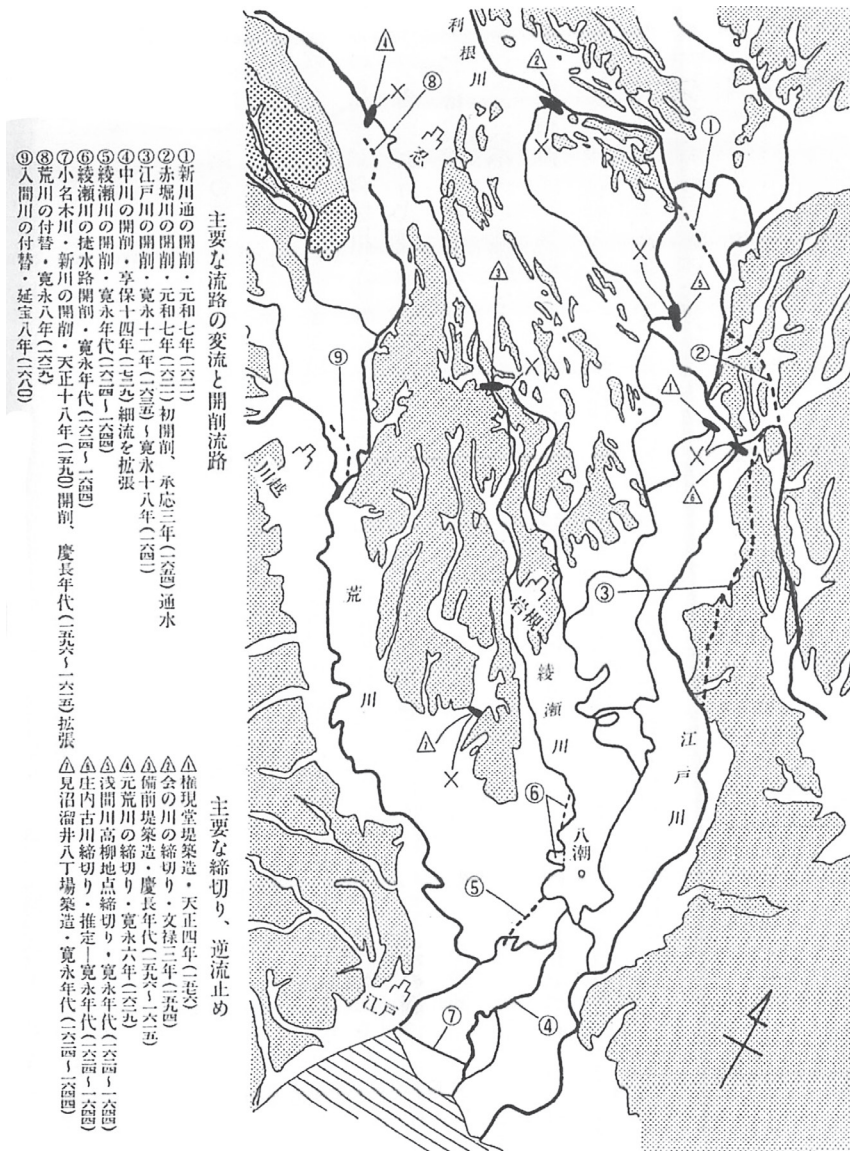 利根川
忍
川越
岩槻
荒川
綾瀬川
江戸川
八潮
江戸
①
②
③
④
⑤
⑥
⑦
⑧
⑨
△1
△2
△3
△4
△5
△6
△7
主要な流路の変流と開削流路
①新川通の開削・元和七年(一六二一)
②赤堀川の開削・元和七年(一六二一)初開削、承応三年(一六五四)通水
③江戸川の開削・寛永十二年(一六三五)～寛永十八年(一六四一)
④中川の開削・享保十四年(一七二九)細流を拡張
⑤綾瀬川の開削・寛永年代(一六二四～一六四四)
⑥綾瀬川の捷水路開削・寛永年代(一六二四～一六四四)
⑦小名木川・新川の開削・天正十八年(一五九〇)開削、慶長年代(一五九六～一六一五)拡張
⑧荒川の付替・寛永八年(一六二九)
⑨入間川の付替・延宝八年(一六八〇)
主要な締切り、逆流止め
△1権現堂堤築造・天正四年(一五七六)
△2会の川の締切り・文禄三年(一五九四)
△3備前堤築造・慶長年代(一五九六～一六一五)
△4元荒川の締切り・寛永六年(一六二九)
△5浅間川高柳地点締切り・寛永年代(一六二四～一六四四)
△6庄内古川締切り・推定―寛永年代(一六二四～一六四四)
△7見沼溜井八丁場築造・寛永年代(一六二四～一六四四)